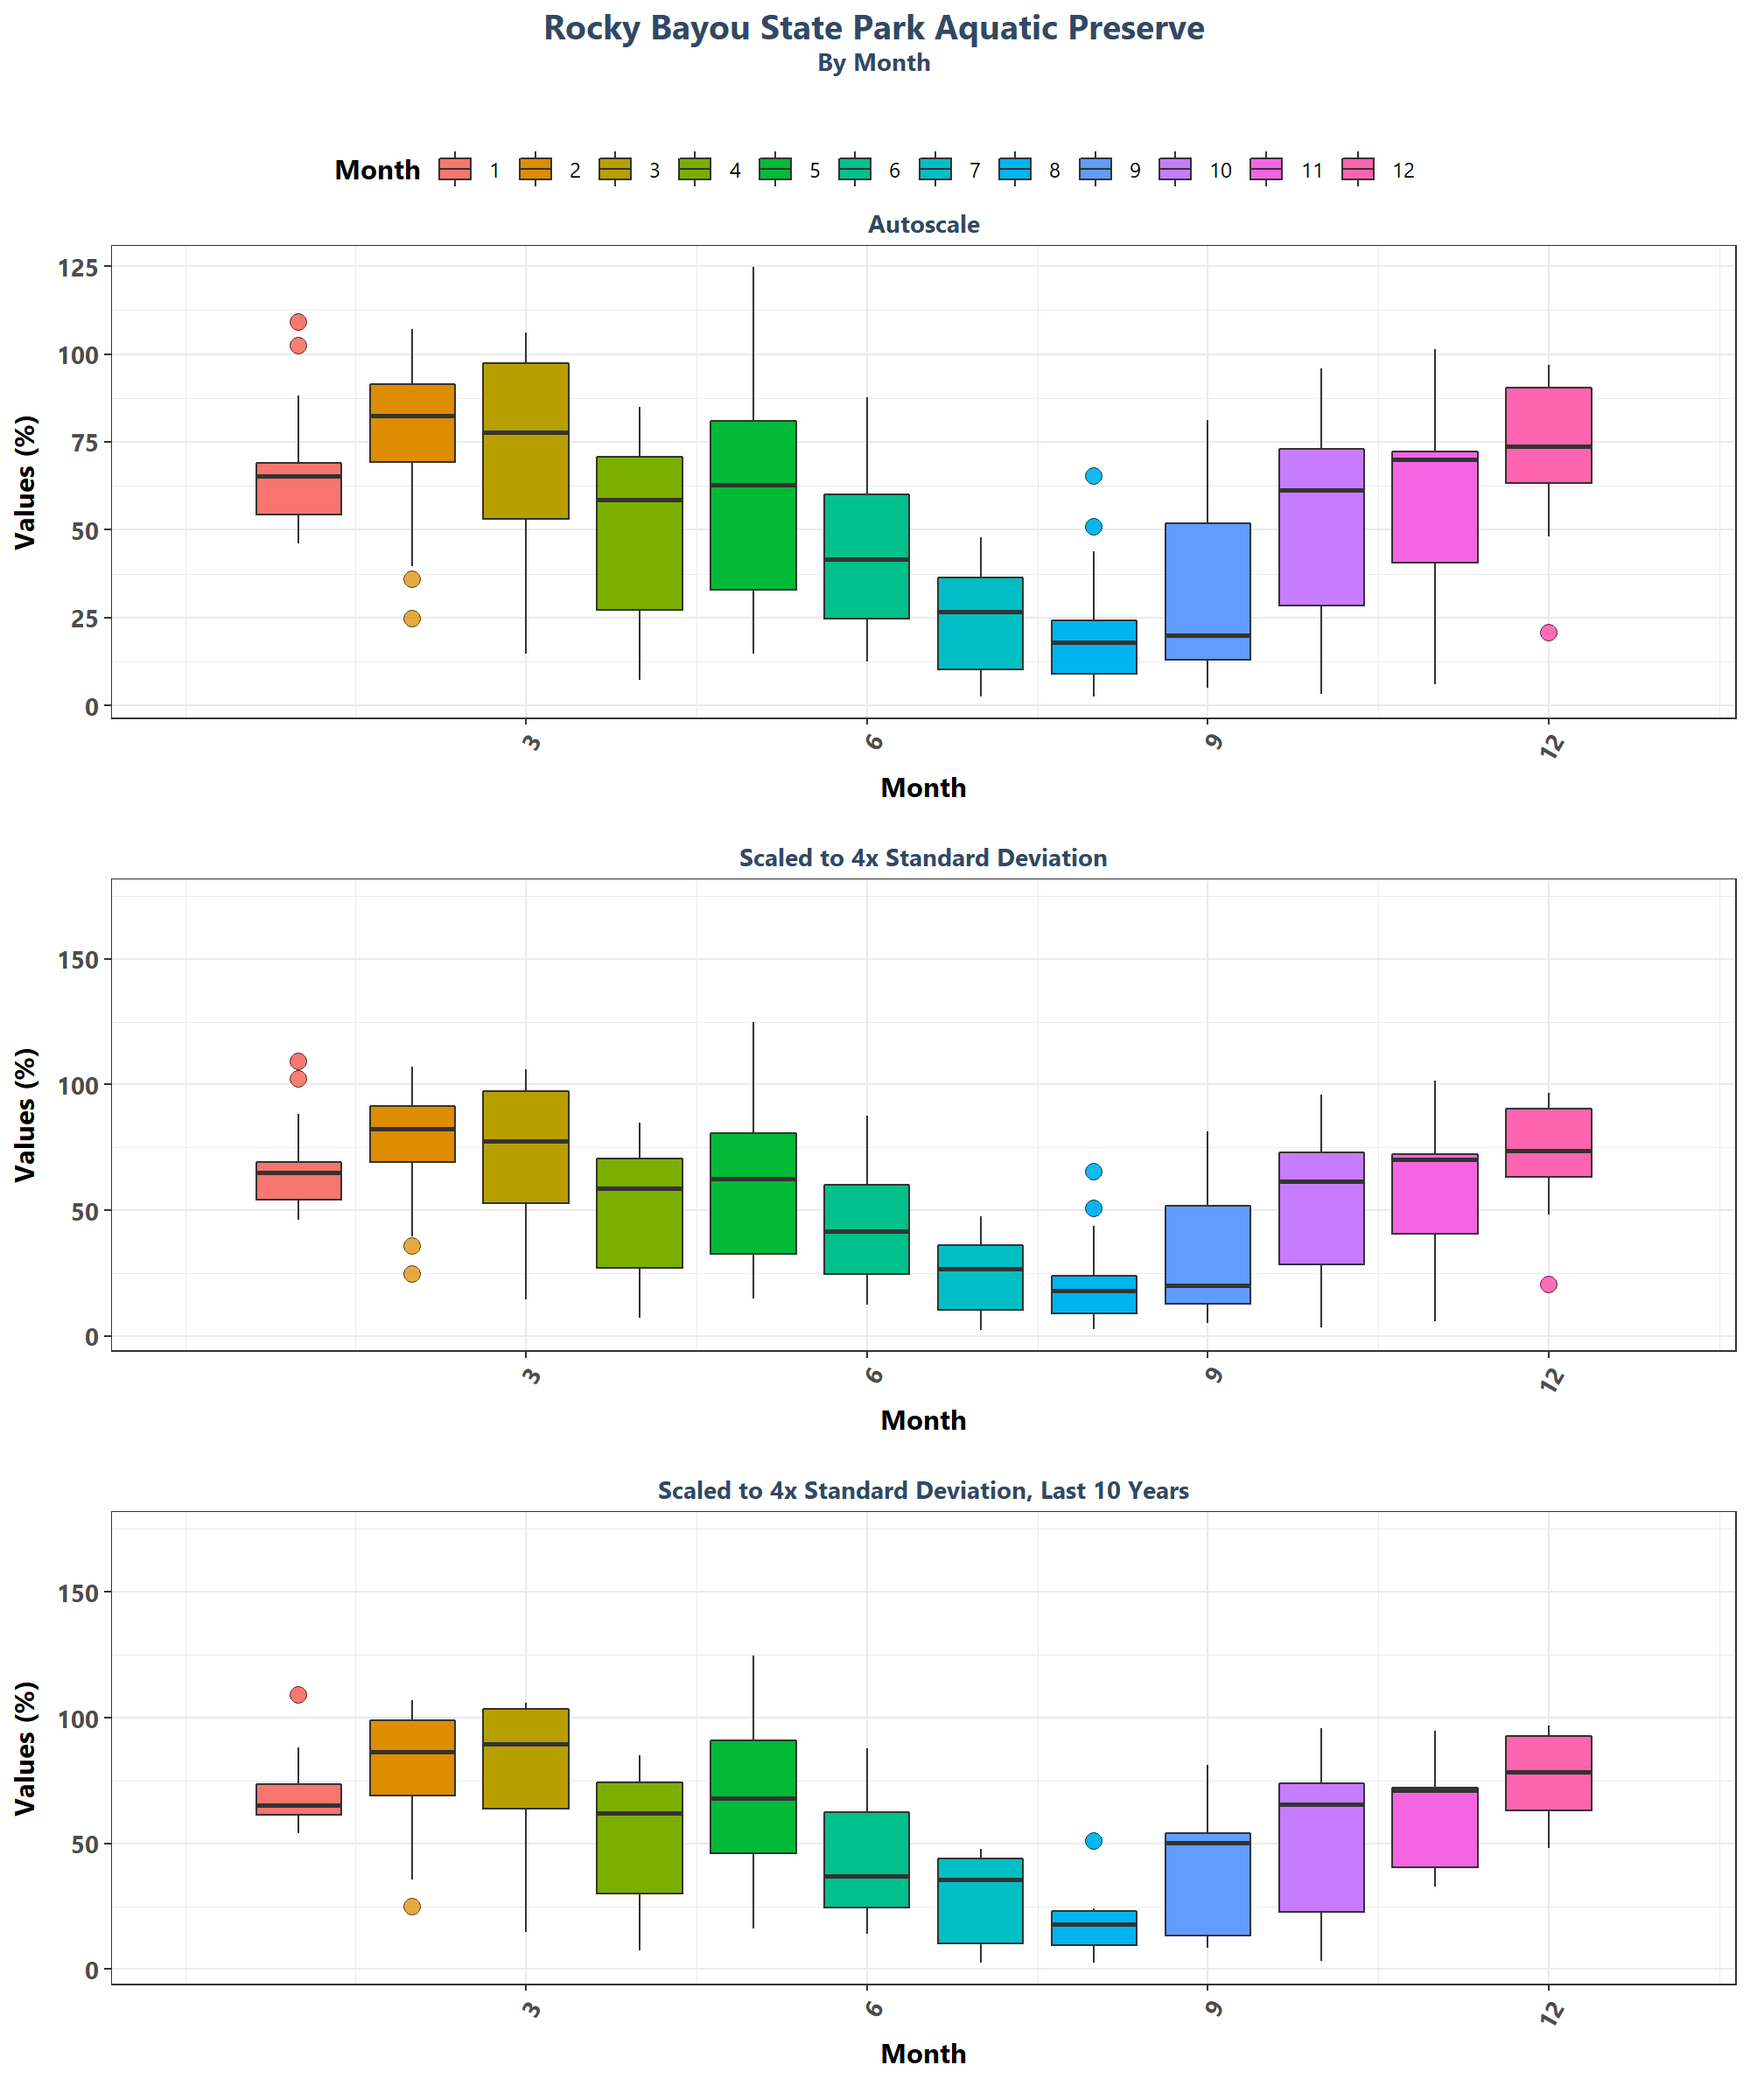 Rocky Bayou State Park Aquatic Preserve
By Month
Month 1 2 3 4 5 6 7 8 9 10 11 12
Autoscale
Values (%)
125
100
75
50
25
0
3 6 9 12
Month
Scaled to 4x Standard Deviation
Values (%)
150
100
50
0
3 6 9 12
Month
Scaled to 4x Standard Deviation, Last 10 Years
Values (%)
150
100
50
0
3 6 9 12
Month